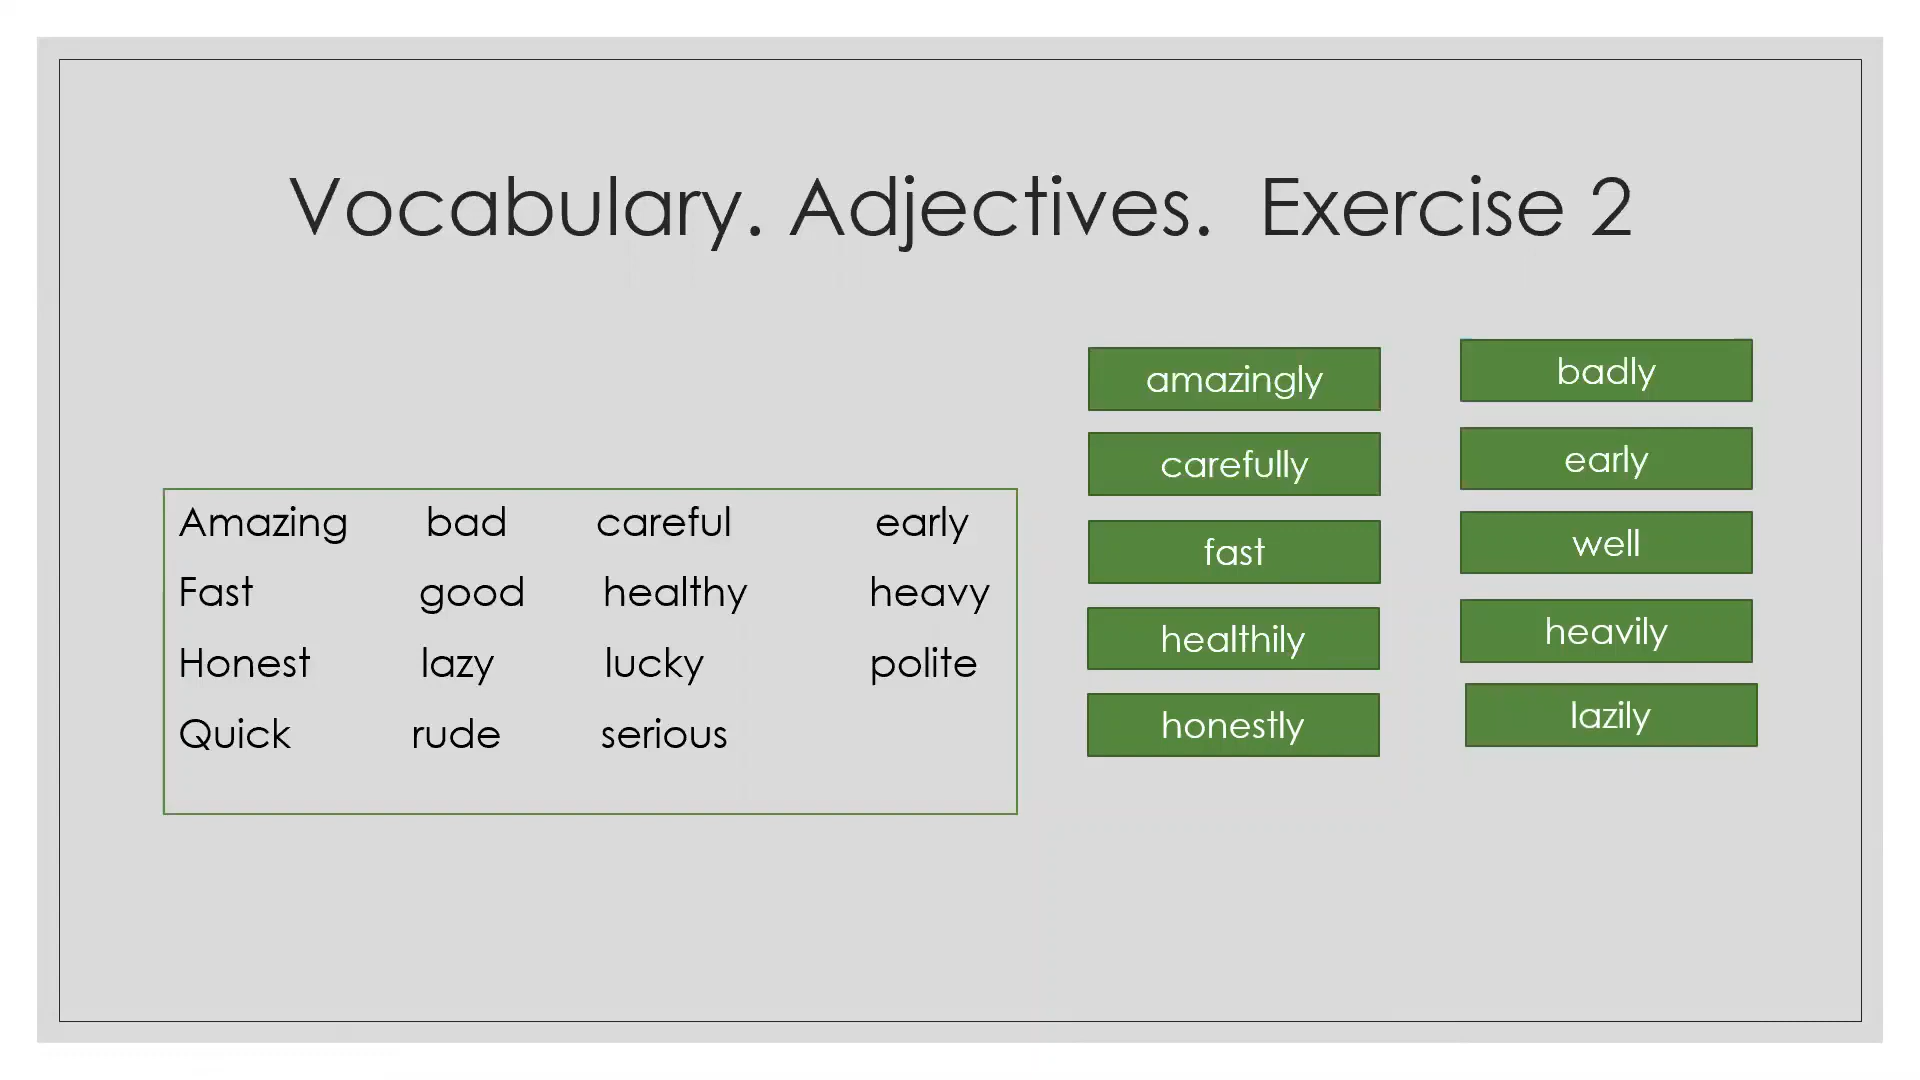 Vocabulary. Adjectives. Exercise 2
Amazing bad careful early
Fast good healthy heavy
Honest lazy lucky polite
Quick rude serious
amazingly
badly
carefully
early
fast
well
healthily
heavily
honestly
lazily